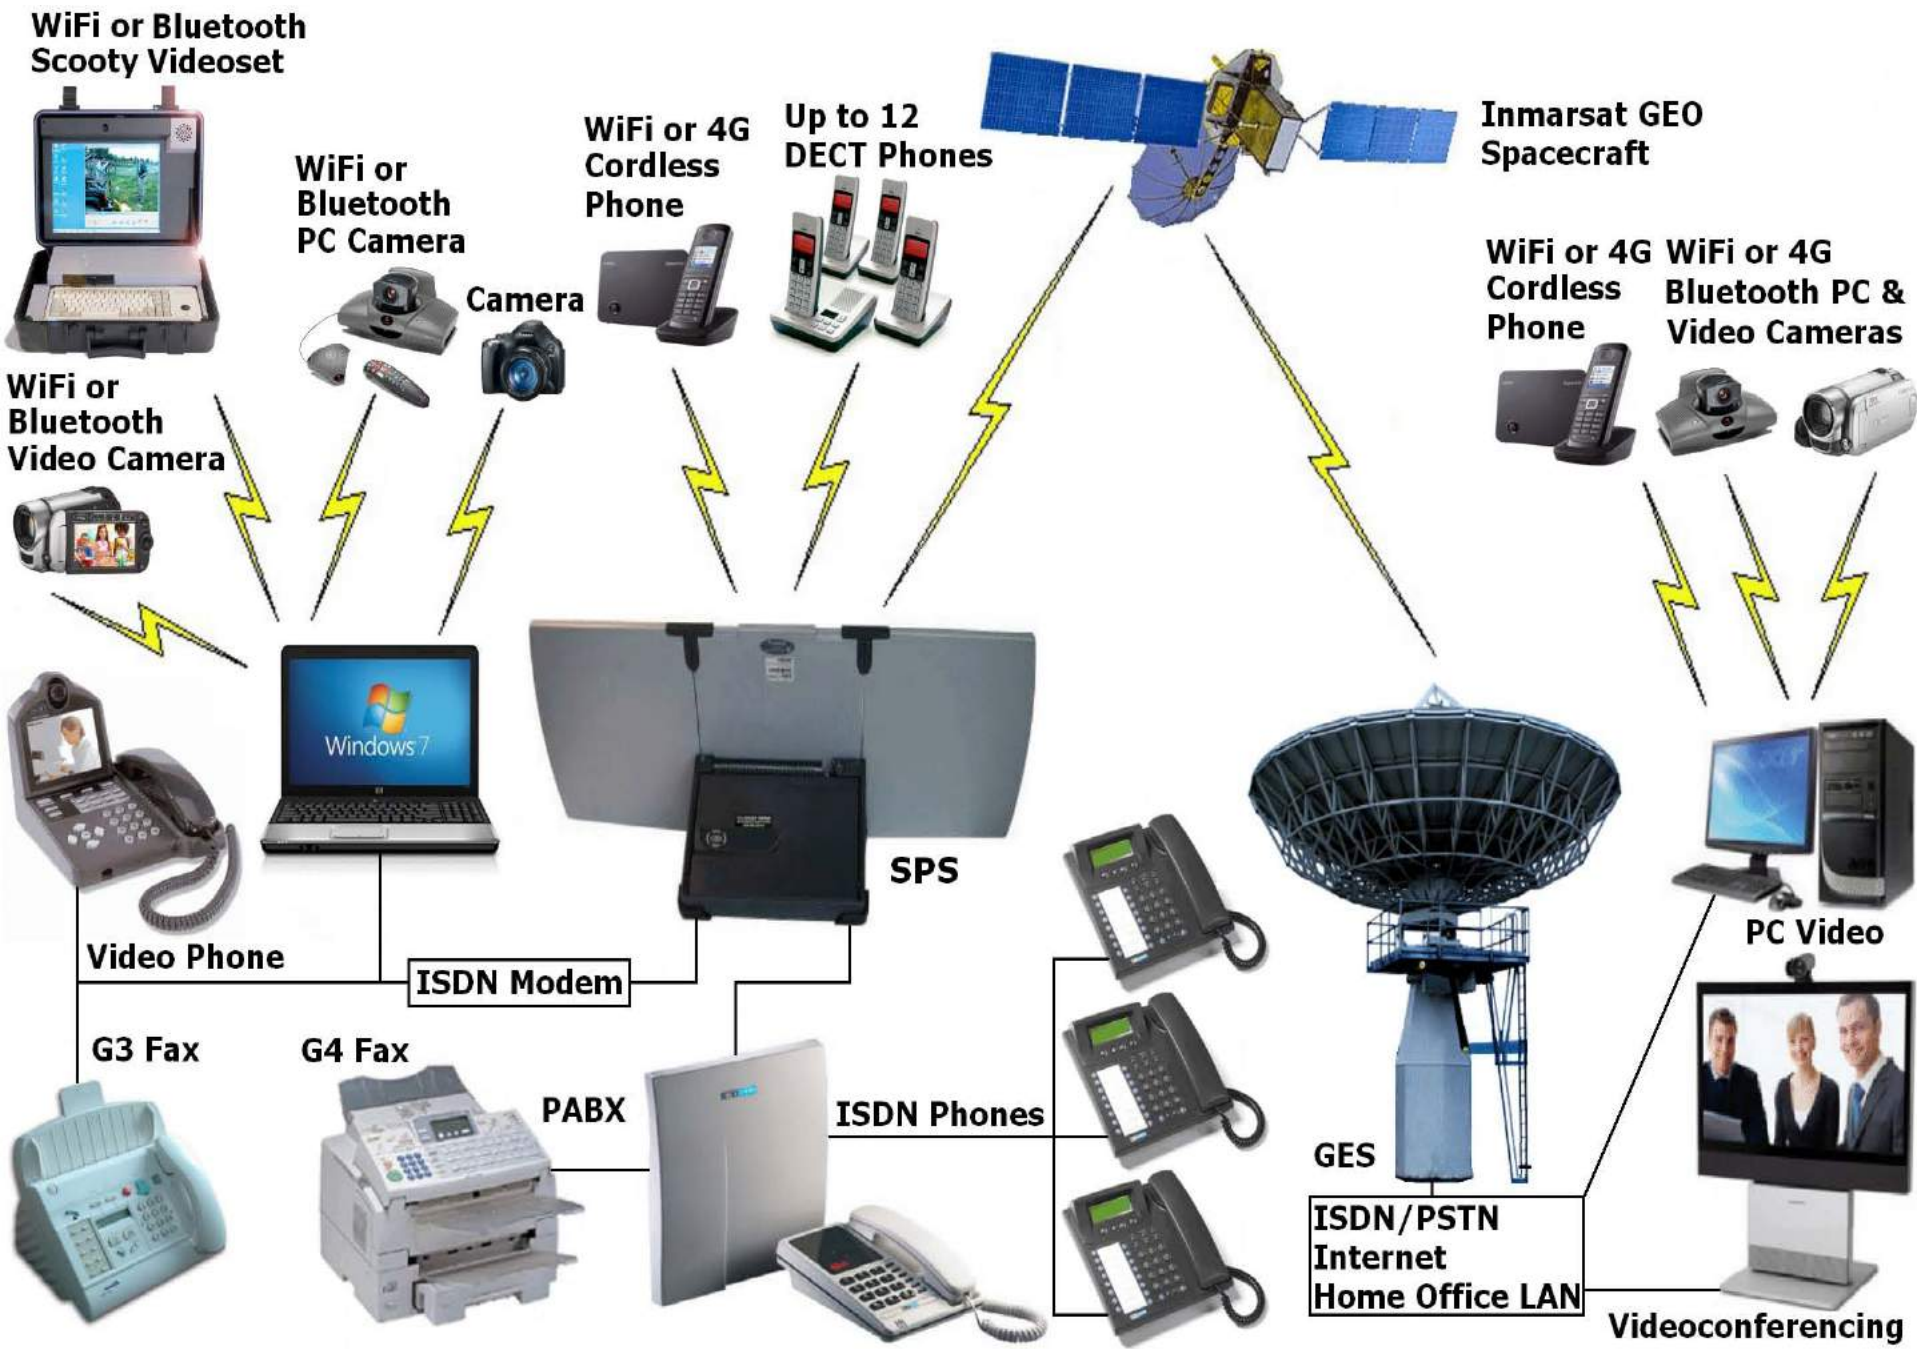 WiFi or Bluetooth
Scooty Videoset
WiFi or
Bluetooth
PC Camera
Camera
WiFi or 4G
Cordless
Phone
Up to 12
DECT Phones
Inmarsat GEO
Spacecraft
WiFi or 4G
Cordless
Phone
WiFi or 4G
Bluetooth PC &
Video Cameras
WiFi or
Bluetooth
Video Camera
Windows 7
SPS
Video Phone
ISDN Modem
PC Video
G3 Fax
G4 Fax
PABX
ISDN Phones
GES
ISDN/PSTN
Internet
Home Office LAN
Videoconferencing